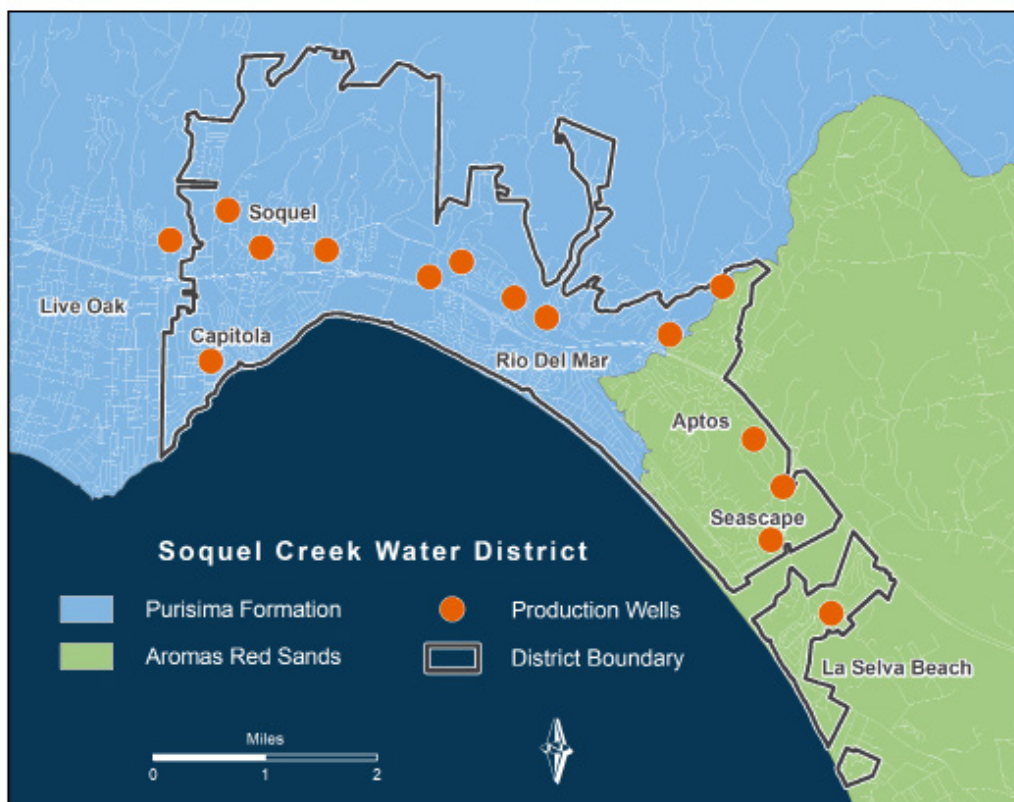 Soquel
Live Oak
Capitola
Rio Del Mar
Aptos
Seascape
La Selva Beach
Soquel Creek Water District
Purisima Formation
Production Wells
Aromas Red Sands
District Boundary
Miles
0 1 2